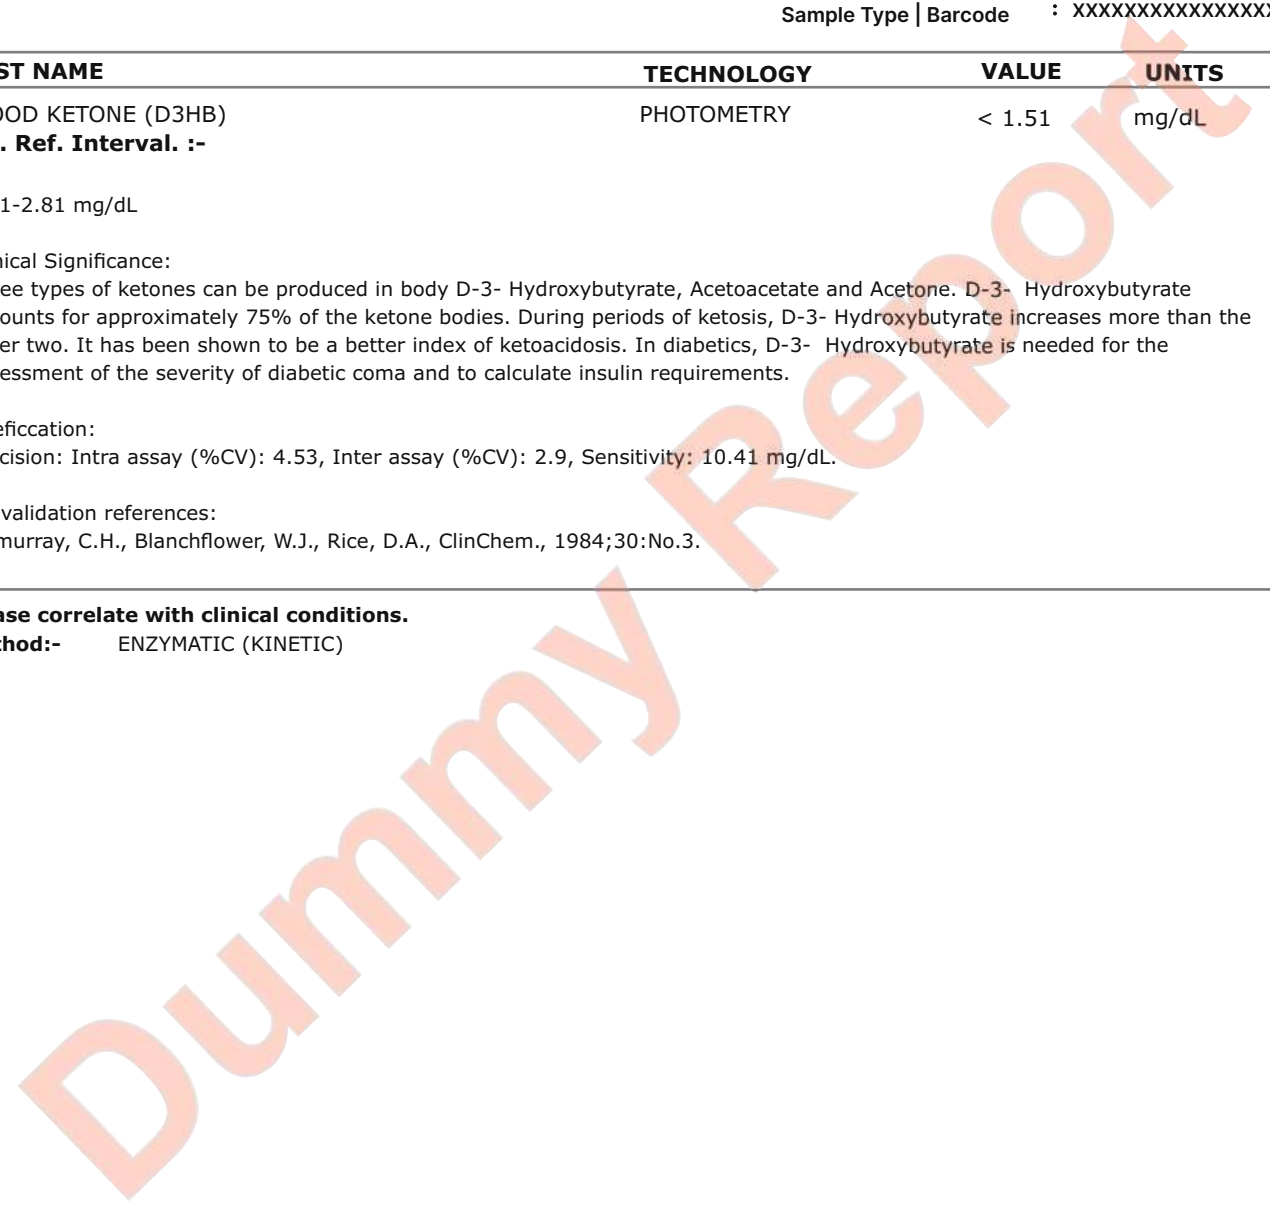 Sample Type | Barcode : XXXXXXXXXXXXXXXX
ST NAME TECHNOLOGY VALUE UNITS
OOD KETONE (D3HB) PHOTOMETRY < 1.51 mg/dL
. Ref. Interval. :-
1-2.81 mg/dL
nical Significance:
ee types of ketones can be produced in body D-3- Hydroxybutyrate, Acetoacetate and Acetone. D-3- Hydroxybutyrate
ounts for approximately 75% of the ketone bodies. During periods of ketosis, D-3- Hydroxybutyrate increases more than the
er two. It has been shown to be a better index of ketoacidosis. In diabetics, D-3- Hydroxybutyrate is needed for the
essment of the severity of diabetic coma and to calculate insulin requirements.
eficcation:
cision: Intra assay (%CV): 4.53, Inter assay (%CV): 2.9, Sensitivity: 10.41 mg/dL.
validation references:
murray, C.H., Blanchflower, W.J., Rice, D.A., ClinChem., 1984;30:No.3.
ase correlate with clinical conditions.
thod:- ENZYMATIC (KINETIC)
Dummy Report